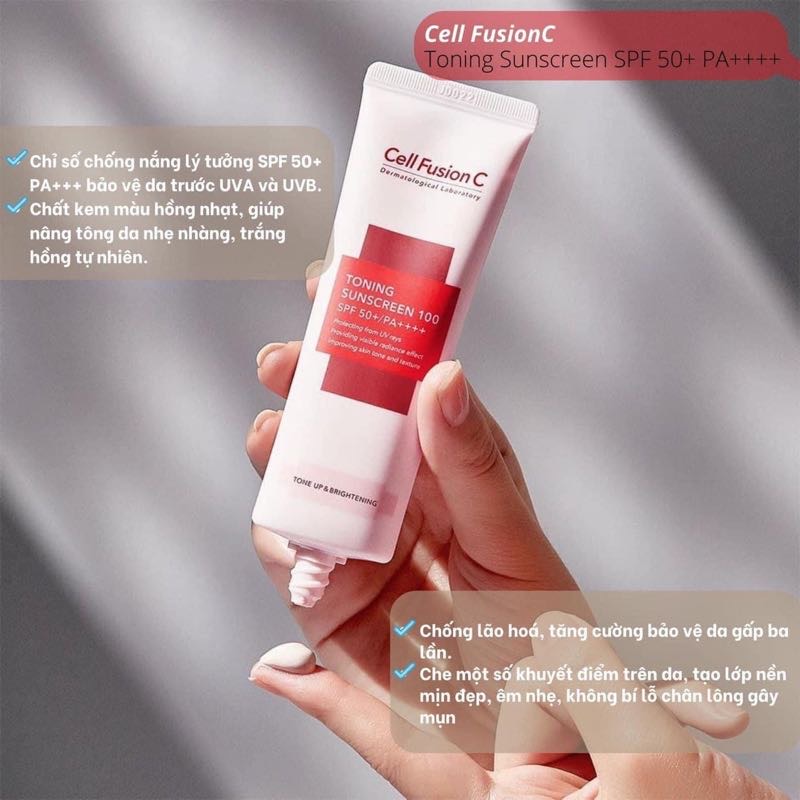 Cell FusionC
Toning Sunscreen SPF 50+ PA++++
Chỉ số chống nắng lý tưởng SPF 50+
PA+++ bảo vệ da trước UVA và UVB.
Chất kem màu hồng nhạt, giúp
nâng tông da nhẹ nhàng, trắng
hồng tự nhiên.
J0022
Cell Fusion C
Dermatological Laboratory
TONING
SUNSCREEN 100
SPF 50+/PA++++
Protecting from UV rays
Providing visible radiance effect
Improving skin tone and texture
TONE UP & BRIGHTENING
Chống lão hoá, tăng cường bảo vệ da gấp ba
lần.
Che một số khuyết điểm trên da, tạo lớp nền
mịn đẹp, êm nhẹ, không bí lỗ chân lông gây
mụn